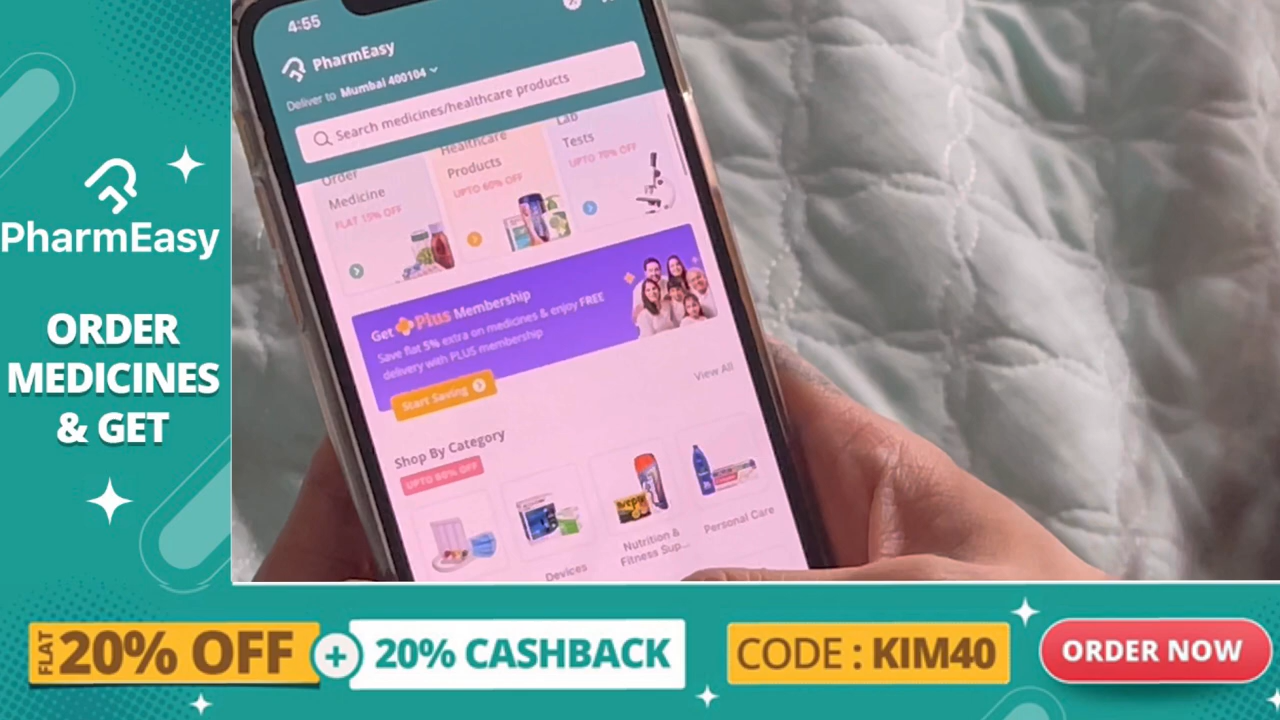 PharmEasy
ORDER
MEDICINES
& GET
4:55
PharmEasy
Deliver to Mumbai 400104
Search medicines/healthcare products
Order
Medicine
FLAT 15% OFF
Healthcare
Products
UPTO 60% OFF
Lab
Tests
UPTO 70% OFF
Get Plus Membership
Save flat 5% extra on medicines & enjoy FREE
delivery with PLUS membership
Start Saving
View All
Shop By Category
UPTO 80% OFF
Devices
Nutrition &
Fitness Sup...
Personal Care
FLAT 20% OFF + 20% CASHBACK
CODE : KIM40
ORDER NOW